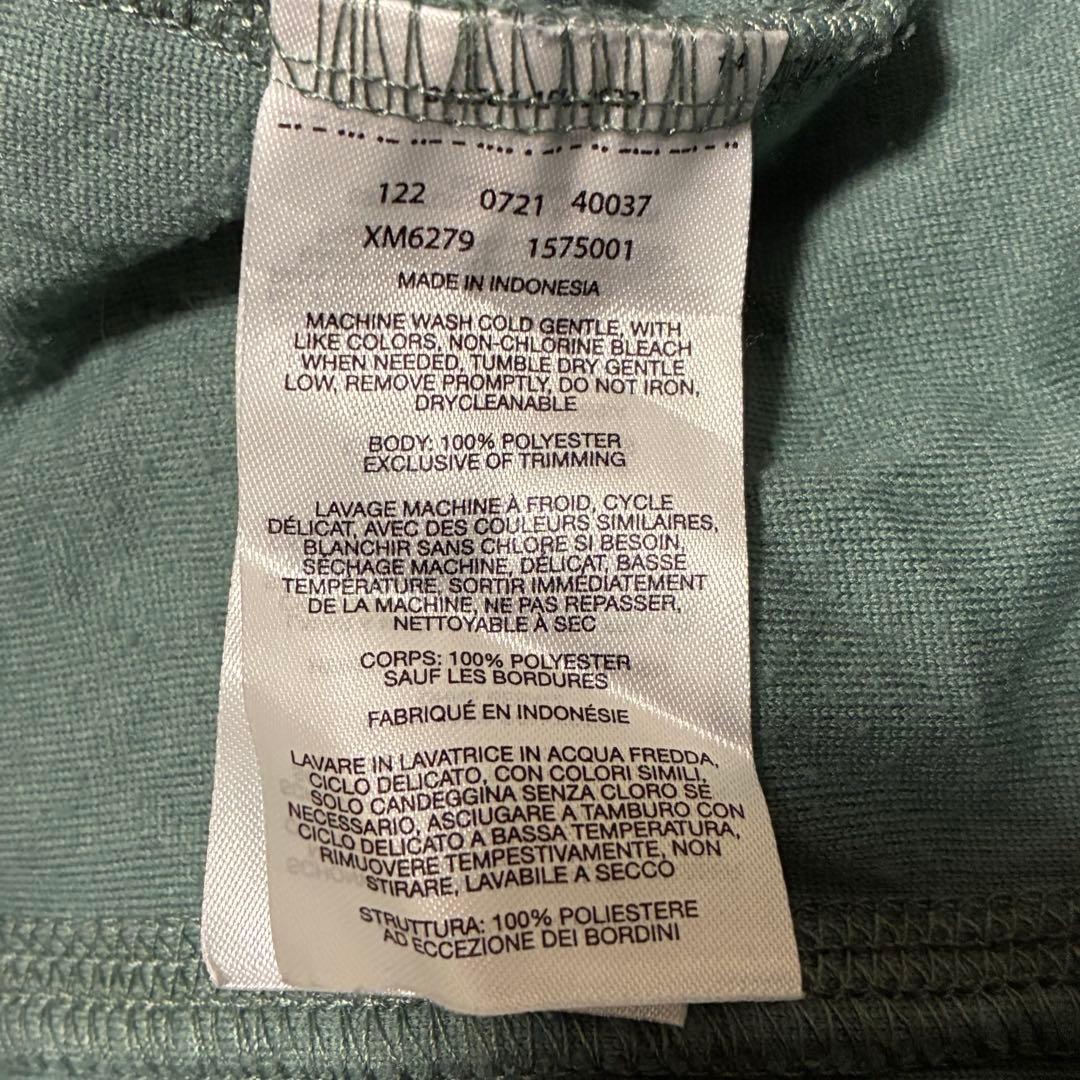 14
122 0721 40037
XM6279 1575001
MADE IN INDONESIA
MACHINE WASH COLD GENTLE, WITH
LIKE COLORS, NON-CHLORINE BLEACH
WHEN NEEDED, TUMBLE DRY GENTLE
LOW, REMOVE PROMPTLY, DO NOT IRON,
DRYCLEANABLE
BODY: 100% POLYESTER
EXCLUSIVE OF TRIMMING
LAVAGE MACHINE À FROID, CYCLE
DÉLICAT, AVEC DES COULEURS SIMILAIRES,
BLANCHIR SANS CHLORE SI BESOIN,
SÉCHAGE MACHINE, DÉLICAT, BASSE
TEMPÉRATURE, SORTIR IMMÉDIATEMENT
DE LA MACHINE, NE PAS REPASSER,
NETTOYABLE À SEC
CORPS: 100% POLYESTER
SAUF LES BORDURES
FABRIQUÉ EN INDONÉSIE
LAVARE IN LAVATRICE IN ACQUA FREDDA,
CICLO DELICATO, CON COLORI SIMILI,
SOLO CANDEGGINA SENZA CLORO SE
NECESSARIO, ASCIUGARE A TAMBURO CON
CICLO DELICATO A BASSA TEMPERATURA,
RIMUOVERE TEMPESTIVAMENTE, NON
STIRARE, LAVABILE A SECCO
STRUTTURA: 100% POLIESTERE
AD ECCEZIONE DEI BORDINI